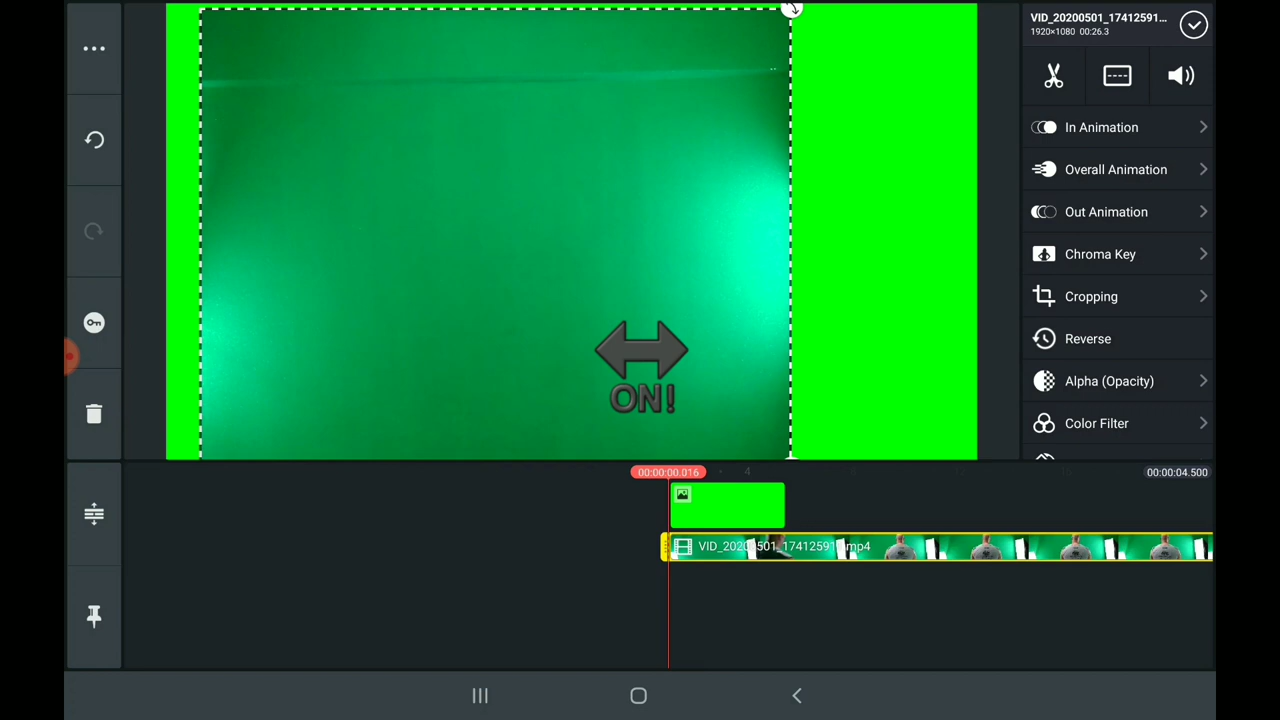 VID_20200501_17412591...
1920×1080 00:26.3
In Animation
Overall Animation
Out Animation
Chroma Key
Cropping
Reverse
Alpha (Opacity)
Color Filter
ON!
00:00:00.016
4
00:00:04.500
VID_20200501_17412591.mp4